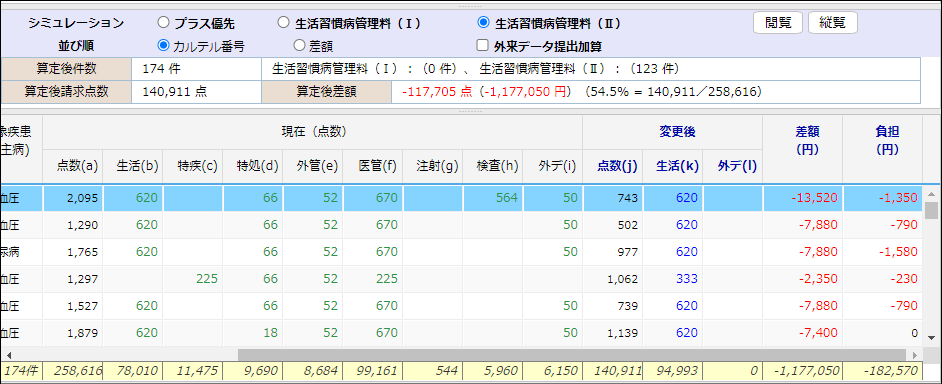 シミュレーション プラス優先 生活習慣病管理料（Ⅰ） 生活習慣病管理料（Ⅱ） 閲覧 縦覧
並び順 カルテル番号 差額 外来データ提出加算
算定後件数 174 件 生活習慣病管理料（Ⅰ）：（0 件）、生活習慣病管理料（Ⅱ）：（123 件）
算定後請求点数 140,911 点 算定後差額 -117,705 点（-1,177,050 円）（54.5% = 140,911／258,616）
疾患 現在（点数） 変更後 差額 負担
主病) 点数(a) 生活(b) 特疾(c) 特処(d) 外管(e) 医管(f) 注射(g) 検査(h) 外デ(i) 点数(j) 生活(k) 外デ(l) （円） （円）
血圧 2,095 620 66 52 670 564 50 743 620 -13,520 -1,350
血圧 1,290 620 66 52 670 50 502 620 -7,880 -790
尿病 1,765 620 66 52 670 50 977 620 -7,880 -1,580
血圧 1,297 225 66 52 225 1,062 333 -2,350 -230
血圧 1,527 620 66 52 670 50 739 620 -7,880 -790
血圧 1,879 620 18 52 670 50 1,139 620 -7,400 0
174件 258,616 78,010 11,475 9,690 8,684 99,161 544 5,960 6,150 140,911 94,993 0 -1,177,050 -182,570